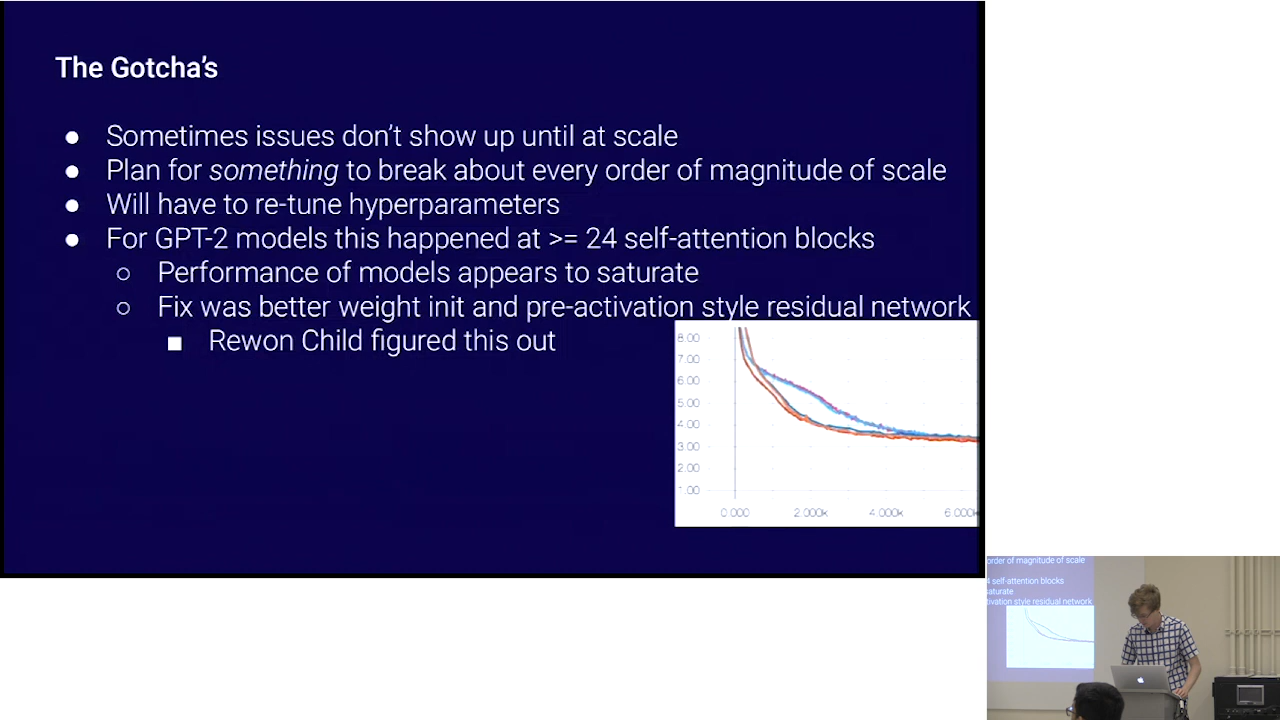 The Gotcha's
● Sometimes issues don't show up until at scale
● Plan for something to break about every order of magnitude of scale
● Will have to re-tune hyperparameters
● For GPT-2 models this happened at >= 24 self-attention blocks
○ Performance of models appears to saturate
○ Fix was better weight init and pre-activation style residual network
■ Rewon Child figured this out
8.00
7.00
6.00
5.00
4.00
3.00
2.00
1.00
0.000 2.000k 4.000k 6.000k
order of magnitude of scale
4 self-attention blocks
saturate
tivation style residual network